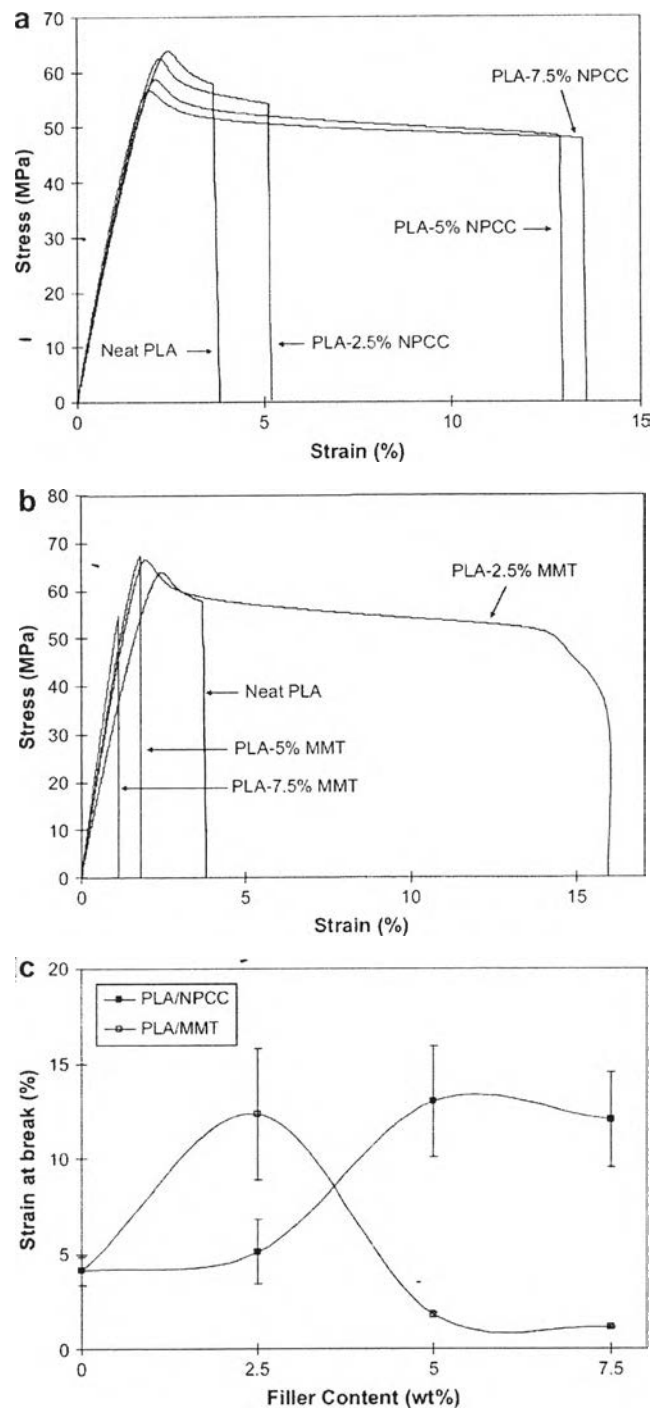 a
70
60
50
40
30
20
10
0
Stress (MPa)
PLA-7.5% NPCC
PLA-5% NPCC
Neat PLA
PLA-2.5% NPCC
0 5 10 15
Strain (%)
b
80
70
60
50
40
30
20
10
0
Stress (MPa)
PLA-2.5% MMT
Neat PLA
PLA-5% MMT
PLA-7.5% MMT
0 5 10 15
Strain (%)
c
20
15
10
5
0
Strain at break (%)
PLA/NPCC
PLA/MMT
0 2.5 5 7.5
Filler Content (wt%)